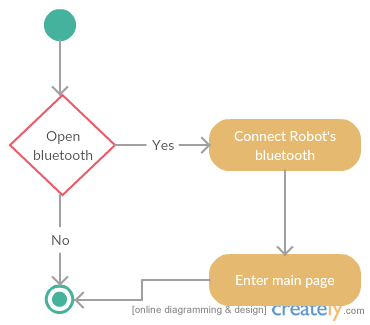 Open
bluetooth
Yes
Connect Robot's
bluetooth
No
Enter main page
[online diagramming & design] creately.com